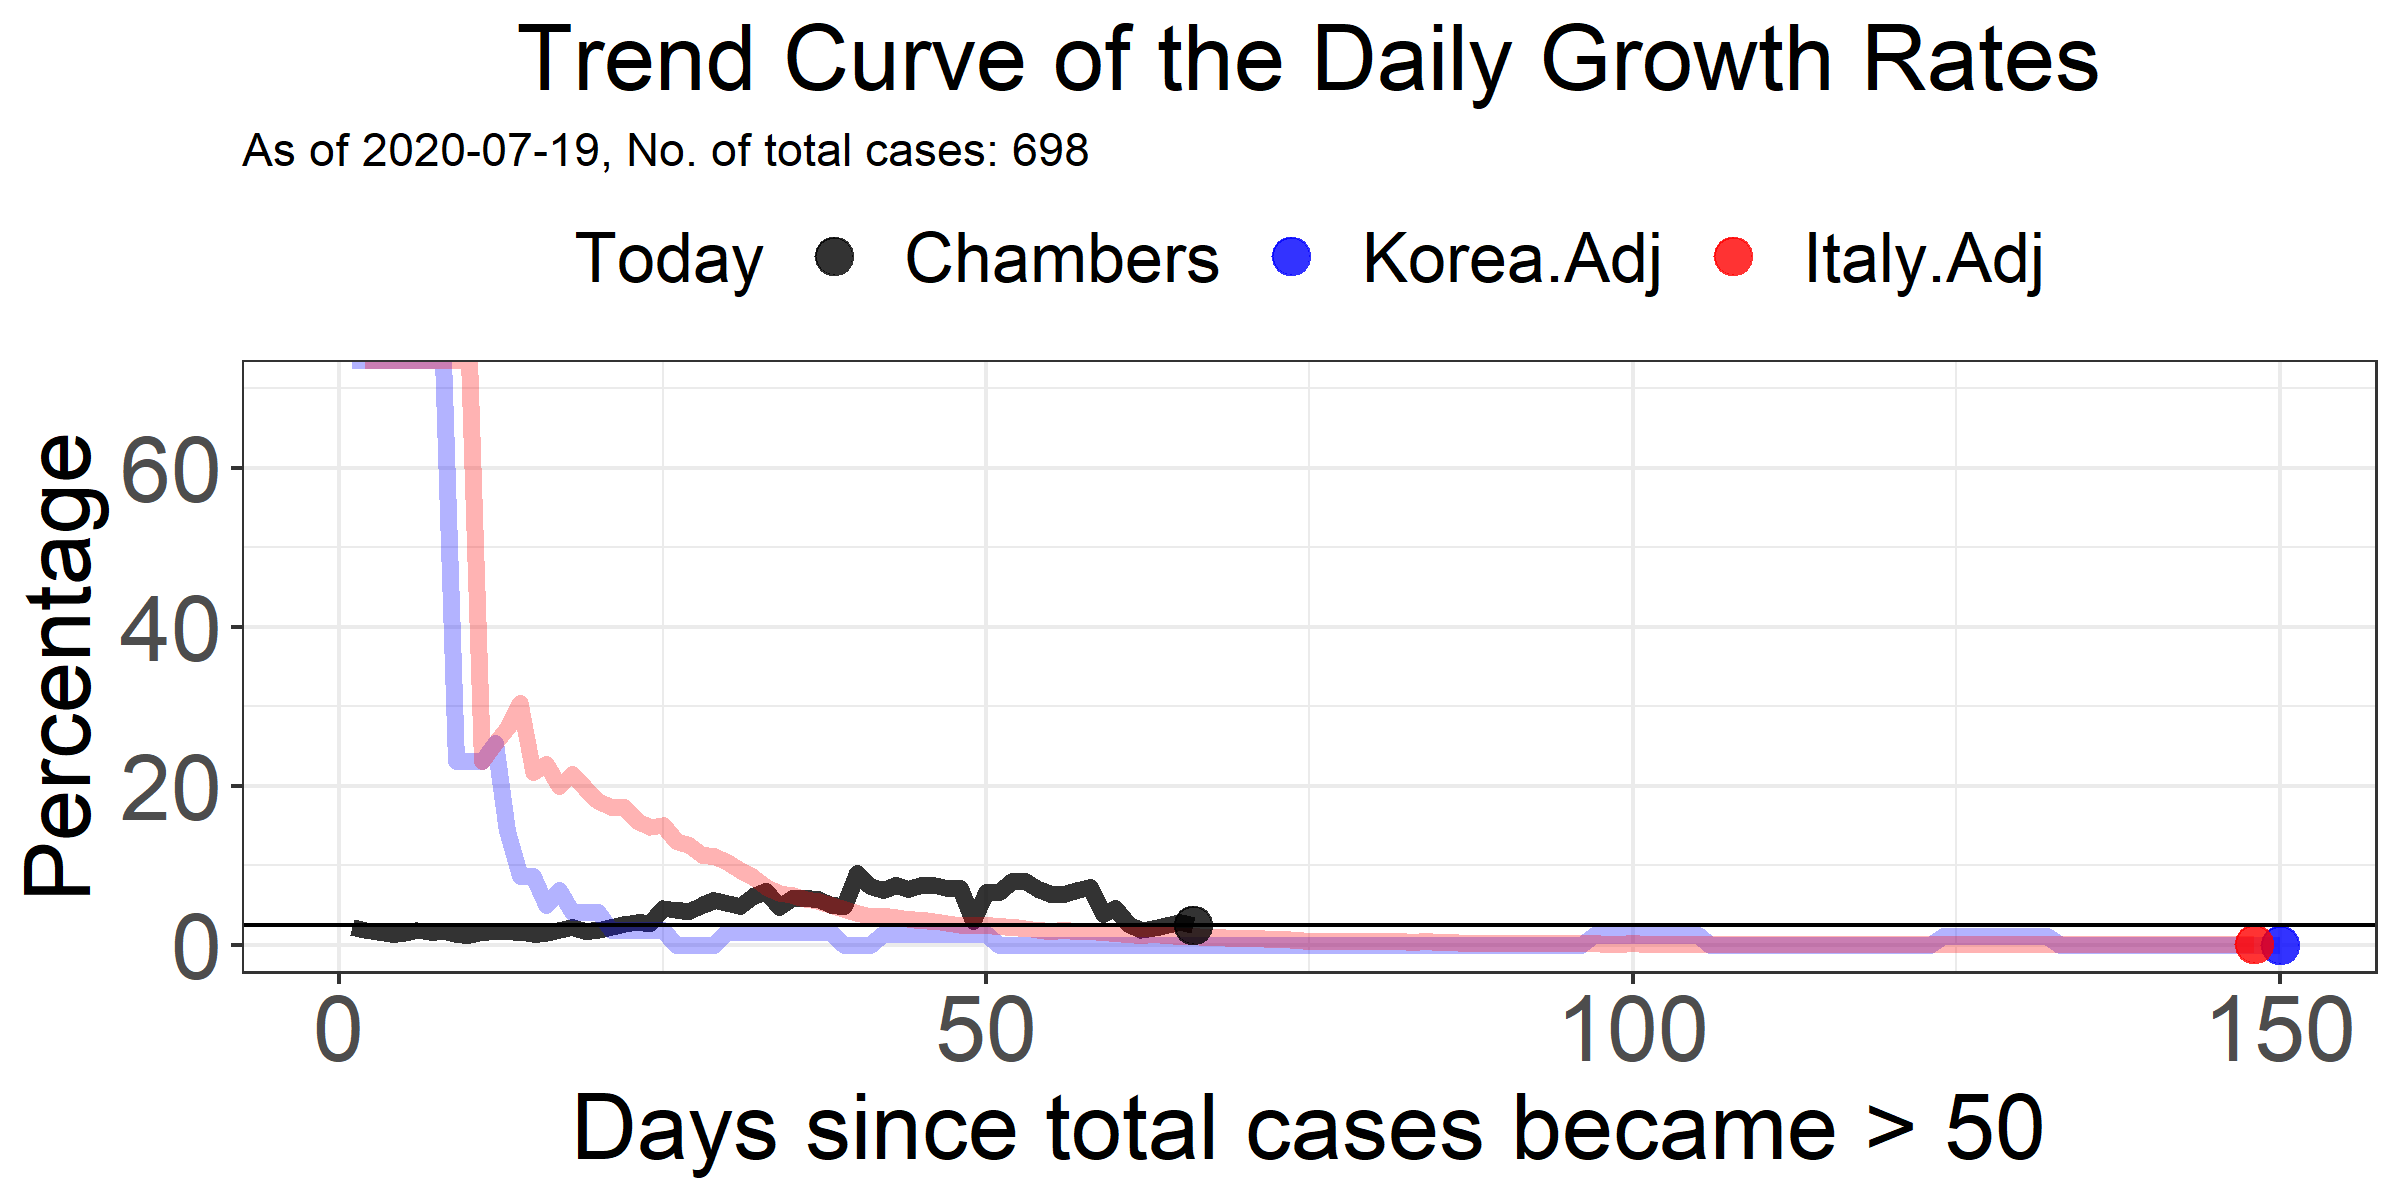 Trend Curve of the Daily Growth Rates
As of 2020-07-19, No. of total cases: 698
Today Chambers Korea.Adj Italy.Adj
Percentage
60
40
20
0
0 50 100 150
Days since total cases became > 50